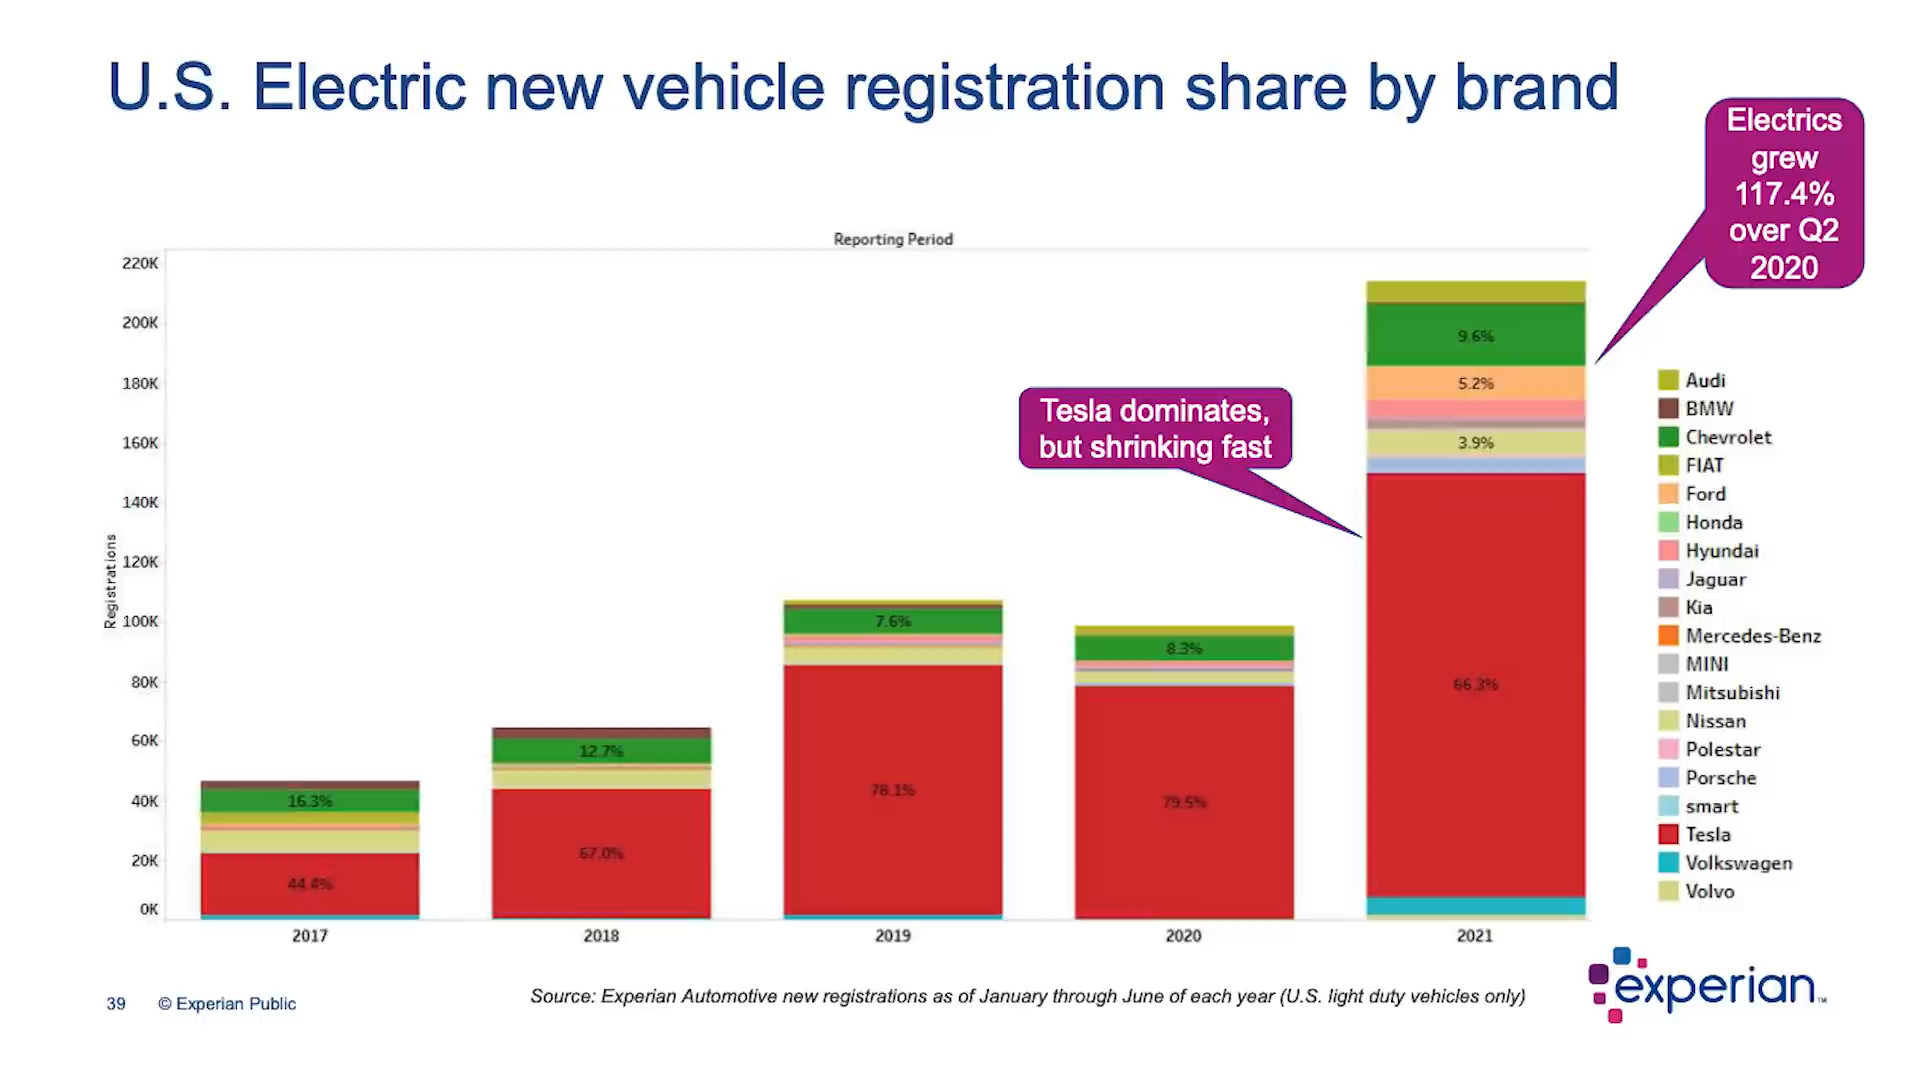 U.S. Electric new vehicle registration share by brand
Electrics
grew
117.4%
over Q2
2020
Reporting Period
220K
200K
180K
160K
140K
120K
100K
80K
60K
40K
20K
0K
Registrations
Tesla dominates,
but shrinking fast
16.3%
44.4%
12.7%
67.0%
7.6%
78.1%
8.3%
79.5%
9.6%
5.2%
3.9%
66.3%
2017
2018
2019
2020
2021
Audi
BMW
Chevrolet
FIAT
Ford
Honda
Hyundai
Jaguar
Kia
Mercedes-Benz
MINI
Mitsubishi
Nissan
Polestar
Porsche
smart
Tesla
Volkswagen
Volvo
39 © Experian Public
Source: Experian Automotive new registrations as of January through June of each year (U.S. light duty vehicles only)
experian™